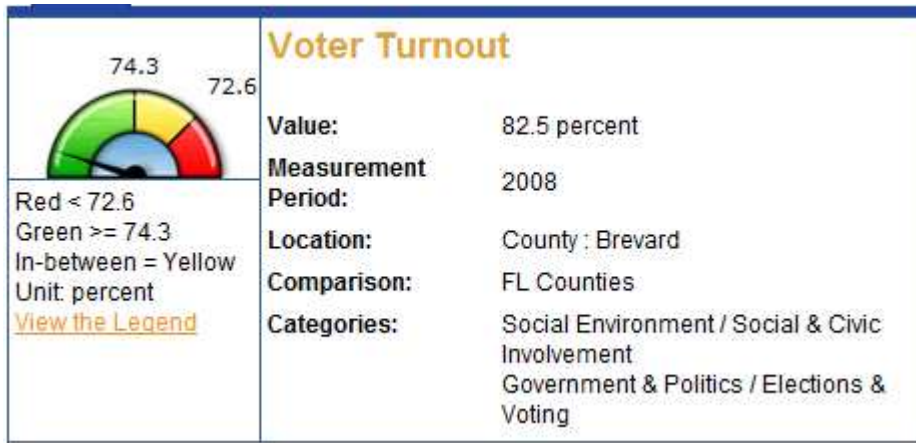 74.3
72.6
Red < 72.6
Green >= 74.3
In-between = Yellow
Unit: percent
View the Legend
Voter Turnout
Value: 82.5 percent
Measurement
Period: 2008
Location: County : Brevard
Comparison: FL Counties
Categories: Social Environment / Social & Civic
Involvement
Government & Politics / Elections &
Voting